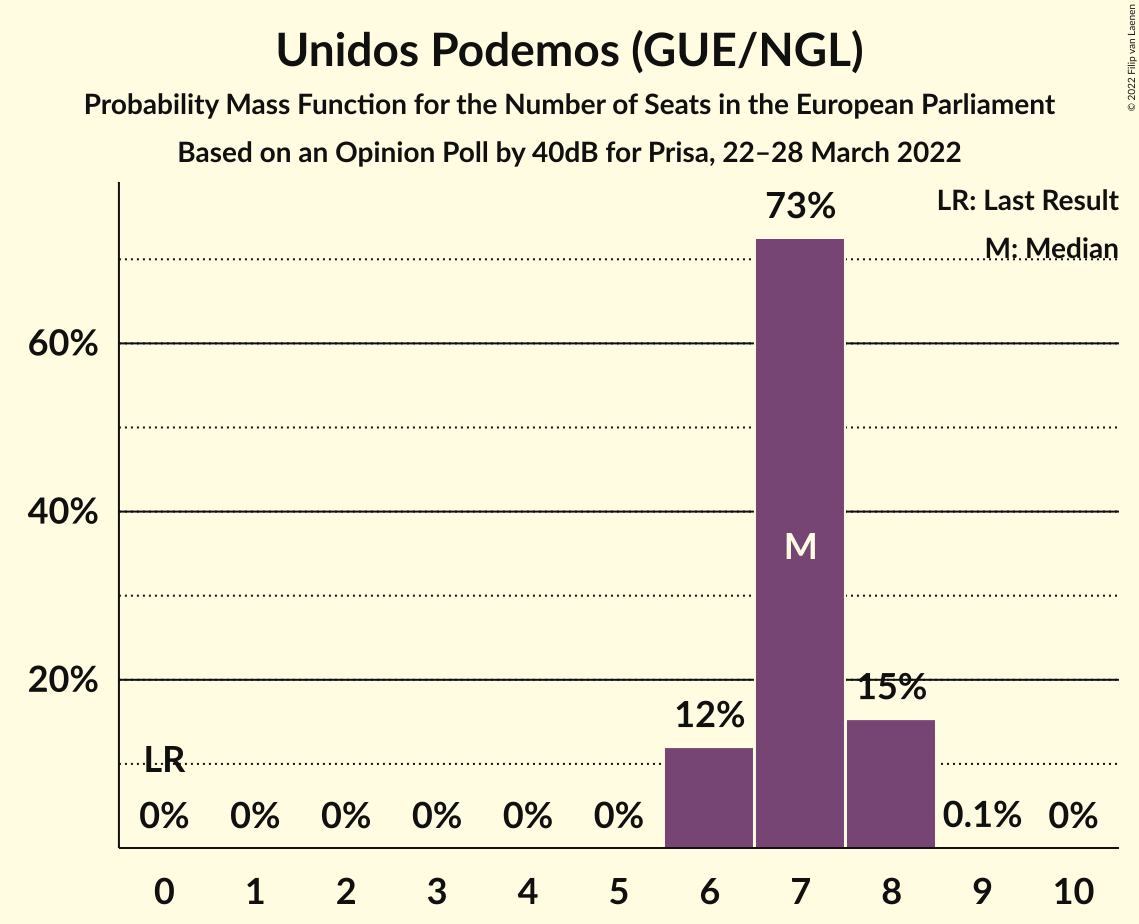 Unidos Podemos (GUE/NGL)
Probability Mass Function for the Number of Seats in the European Parliament
Based on an Opinion Poll by 40dB for Prisa, 22–28 March 2022
© 2022 Filip van Laenen
LR: Last Result
M: Median
73%
60%
40%
M
20%
15%
12%
LR
0% 0% 0% 0% 0% 0% 0.1% 0%
0 1 2 3 4 5 6 7 8 9 10